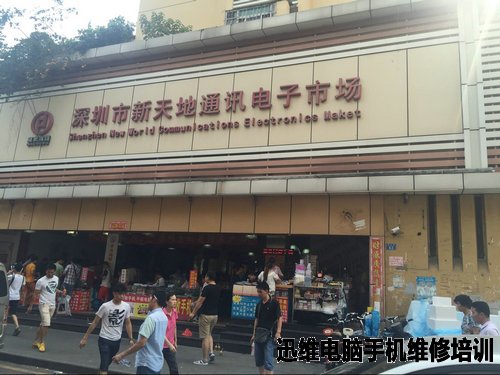 深圳市新天地通讯电子市场
Shenzhen New World Communications Electronics Maket
迅维电脑手机维修培训